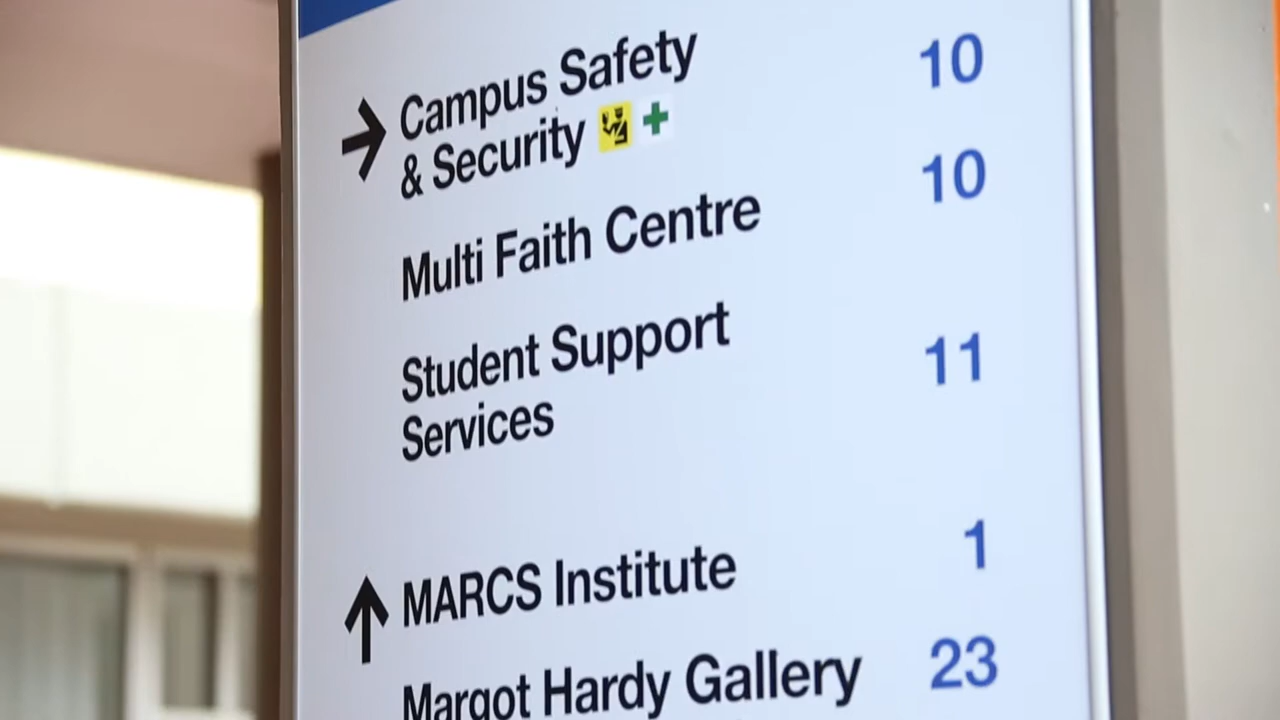 Campus Safety 10
& Security
Multi Faith Centre 10
Student Support 11
Services
MARCS Institute 1
Margot Hardy Gallery 23